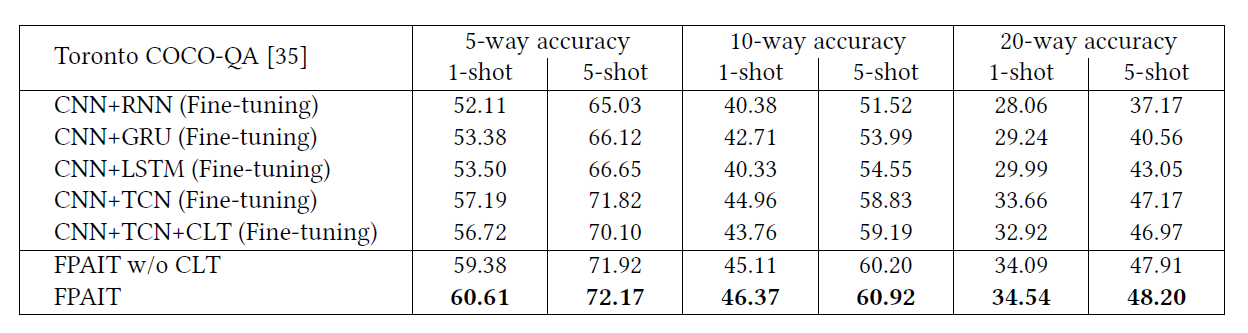 Toronto COCO-QA [35] 5-way accuracy 10-way accuracy 20-way accuracy
1-shot 5-shot 1-shot 5-shot 1-shot 5-shot
CNN+RNN (Fine-tuning) 52.11 65.03 40.38 51.52 28.06 37.17
CNN+GRU (Fine-tuning) 53.38 66.12 42.71 53.99 29.24 40.56
CNN+LSTM (Fine-tuning) 53.50 66.65 40.33 54.55 29.99 43.05
CNN+TCN (Fine-tuning) 57.19 71.82 44.96 58.83 33.66 47.17
CNN+TCN+CLT (Fine-tuning) 56.72 70.10 43.76 59.19 32.92 46.97
FPAIT w/o CLT 59.38 71.92 45.11 60.20 34.09 47.91
FPAIT 60.61 72.17 46.37 60.92 34.54 48.20